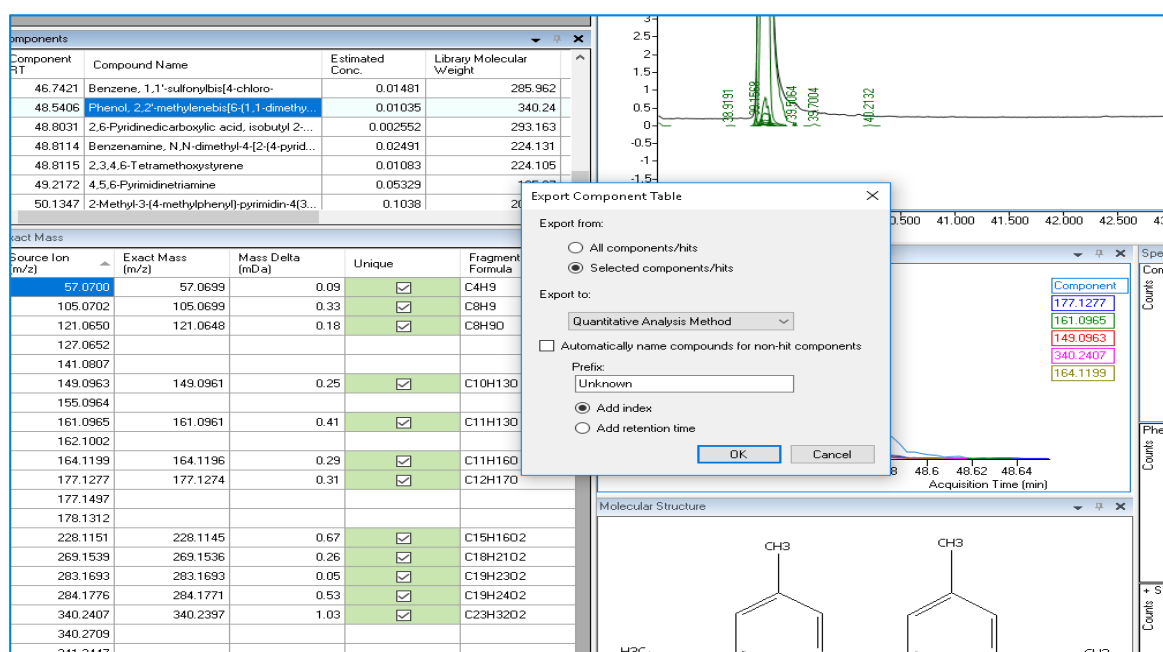 Components
Component RT Compound Name Estimated Conc. Library Molecular Weight
46.7421 Benzene, 1,1'-sulfonylbis[4-chloro- 0.01481 285.962
48.5406 Phenol, 2,2'-methylenebis[6-(1,1-dimethy... 0.01035 340.24
48.8031 2,6-Pyridinedicarboxylic acid, isobutyl 2-... 0.002552 293.163
48.8114 Benzenamine, N,N-dimethyl-4-[2-(4-pyrid... 0.02491 224.131
48.8115 2,3,4,6-Tetramethoxystyrene 0.01083 224.105
49.2172 4,5,6-Pyrimidinetriamine 0.05329
50.1347 2-Methyl-3-(4-methylphenyl)-pyrimidin-4(3... 0.1038
Exact Mass
Source Ion (m/z) Exact Mass (m/z) Mass Delta (mDa) Unique Fragment Formula
57.0700 57.0699 0.09 C4H9
105.0702 105.0699 0.33 C8H9
121.0650 121.0648 0.18 C8H9O
127.0652
141.0807
149.0963 149.0961 0.25 C10H13O
155.0964
161.0965 161.0961 0.41 C11H13O
162.1002
164.1199 164.1196 0.29 C11H16O
177.1277 177.1274 0.31 C12H17O
177.1497
178.1312
228.1151 228.1145 0.67 C15H16O2
269.1539 269.1536 0.26 C18H21O2
283.1693 283.1693 0.05 C19H23O2
284.1776 284.1771 0.53 C19H24O2
340.2407 340.2397 1.03 C23H32O2
340.2709
3
2.5
2
1.5
1
0.5
0
-0.5
-1
-1.5
38.9191
39.5064
39.7004
40.2132
41.000 41.500 42.000 42.500
Export Component Table
Export from:
All components/hits
Selected components/hits
Export to:
Quantitative Analysis Method
Automatically name compounds for non-hit components
Prefix:
Unknown
Add index
Add retention time
OK Cancel
Component
177.1277
161.0965
149.0963
340.2407
164.1199
48.6 48.62 48.64
Acquisition Time (min)
Counts
Counts
Counts
Molecular Structure
CH3
CH3